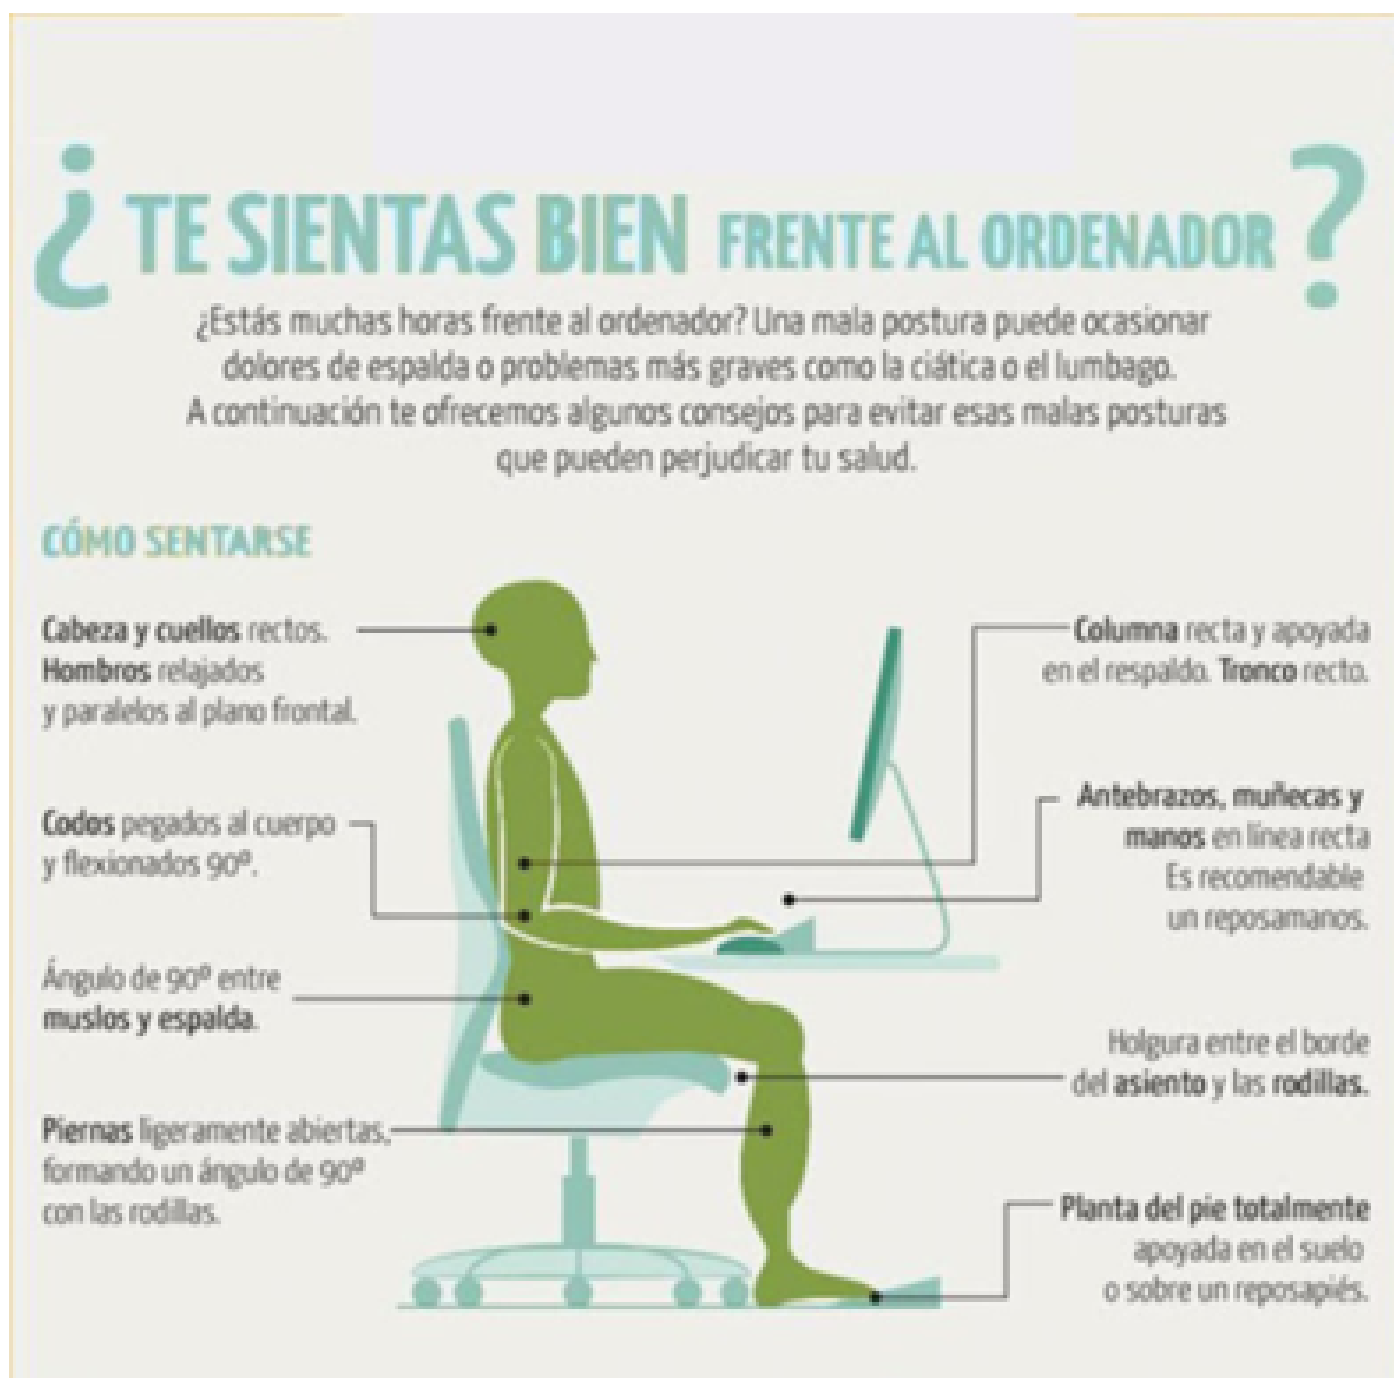 ¿TE SIENTAS BIEN FRENTE AL ORDENADOR?
¿Estás muchas horas frente al ordenador? Una mala postura puede ocasionar
dolores de espalda o problemas más graves como la ciática o el lumbago.
A continuación te ofrecemos algunos consejos para evitar esas malas posturas
que pueden perjudicar tu salud.
CÓMO SENTARSE
Cabeza y cuellos rectos.
Hombros relajados
y paralelos al plano frontal.
Codos pegados al cuerpo
y flexionados 90º.
Ángulo de 90º entre
muslos y espalda.
Piernas ligeramente abiertas,
formando un ángulo de 90º
con las rodillas.
Columna recta y apoyada
en el respaldo. Tronco recto.
Antebrazos, muñecas y
manos en línea recta
Es recomendable
un reposamanos.
Holgura entre el borde
del asiento y las rodillas.
Planta del pie totalmente
apoyada en el suelo
o sobre un reposapiés.